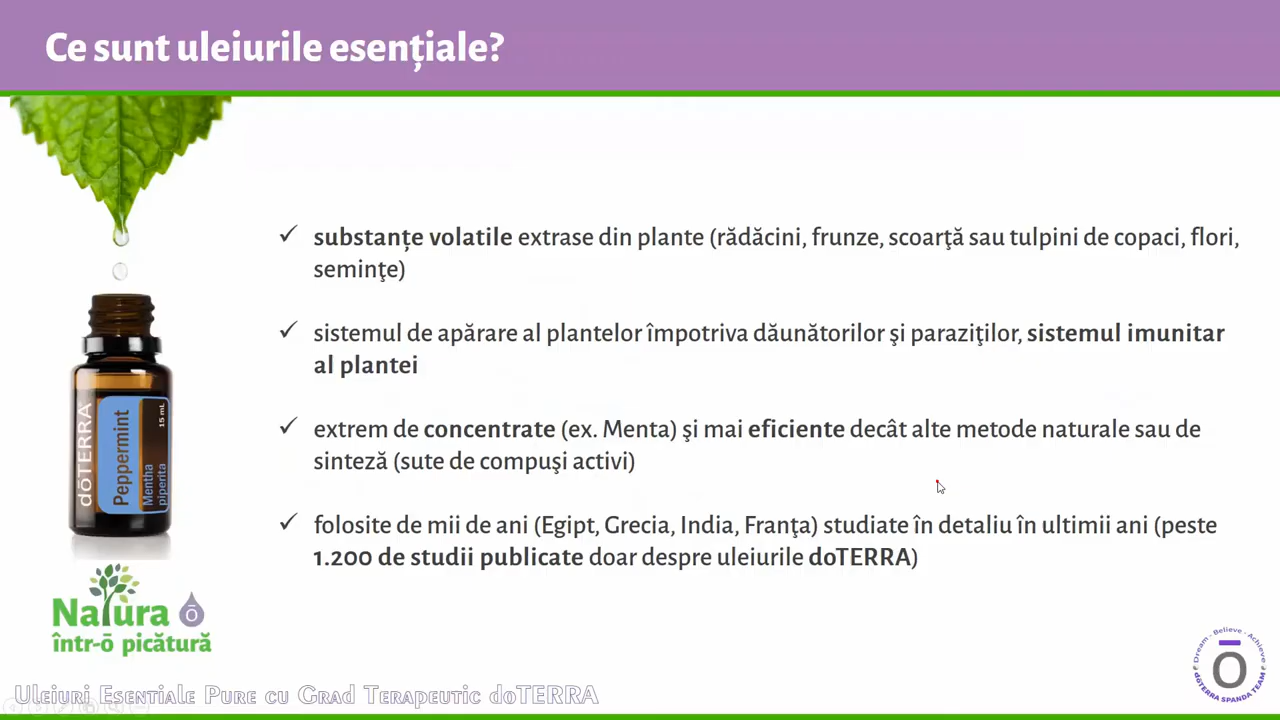 Ce sunt uleiurile esențiale?
substanțe volatile extrase din plante (rădăcini, frunze, scoarţă sau tulpini de copaci, flori,
seminţe)
sistemul de apărare al plantelor împotriva dăunătorilor şi paraziţilor, sistemul imunitar
al plantei
extrem de concentrate (ex. Menta) şi mai eficiente decât alte metode naturale sau de
sinteză (sute de compuşi activi)
folosite de mii de ani (Egipt, Grecia, India, Franţa) studiate în detaliu în ultimii ani (peste
1.200 de studii publicate doar despre uleiurile doTERRA)
dōTERRA
Peppermint
Mentha
piperita
15 mL
Natura ō
într-ō picătură
Dream - Believe - Achieve
Ō
dōTERRA SPANDA TEAM
Uleiuri Esentiale Pure cu Grad Terapeutic doTERRA